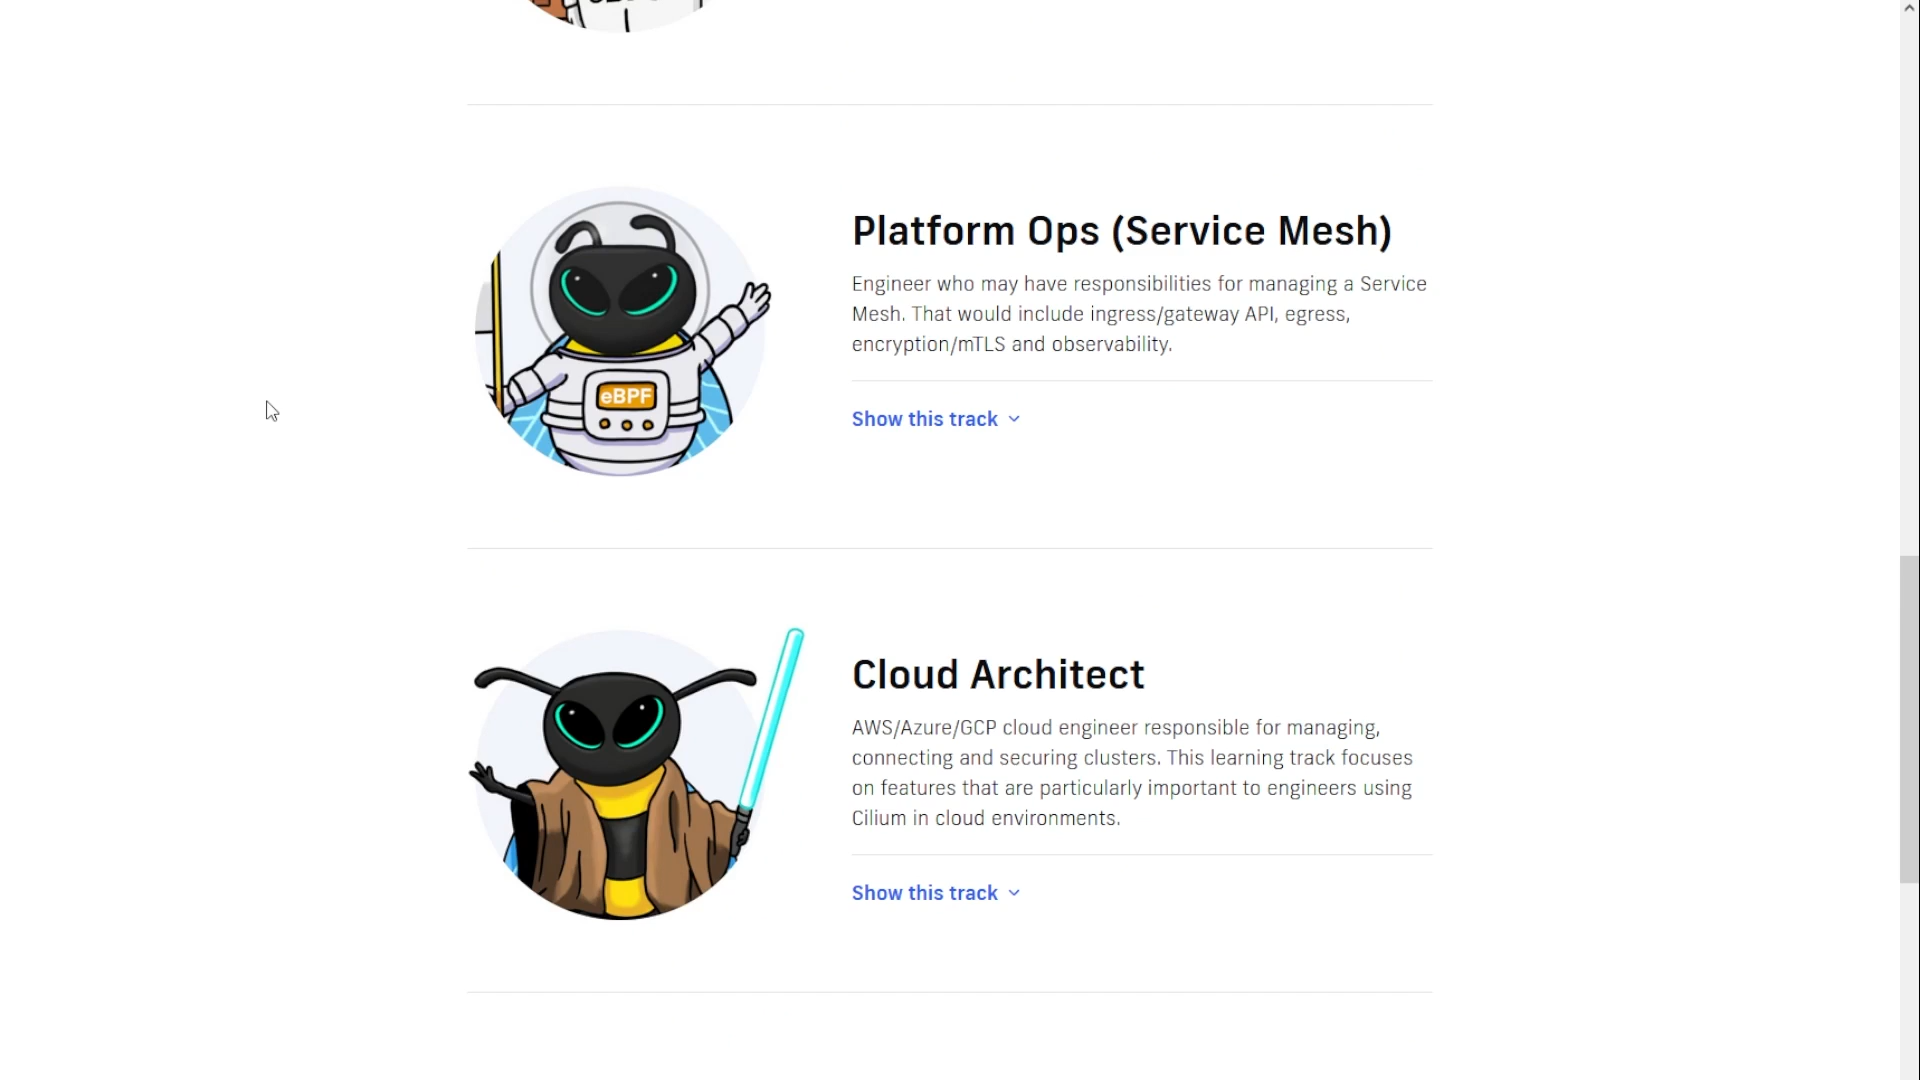 Platform Ops (Service Mesh)
Engineer who may have responsibilities for managing a Service
Mesh. That would include ingress/gateway API, egress,
encryption/mTLS and observability.
eBPF
Show this track
Cloud Architect
AWS/Azure/GCP cloud engineer responsible for managing,
connecting and securing clusters. This learning track focuses
on features that are particularly important to engineers using
Cilium in cloud environments.
Show this track